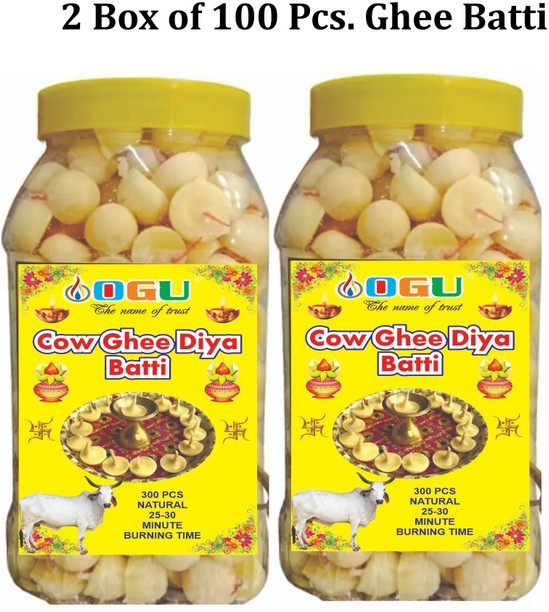 2 Box of 100 Pcs. Ghee Batti
OGU
The name of trust
Cow Ghee Diya
Batti
300 PCS
NATURAL
25-30
MINUTE
BURNING TIME
OGU
The name of trust
Cow Ghee Diya
Batti
300 PCS
NATURAL
25-30
MINUTE
BURNING TIME